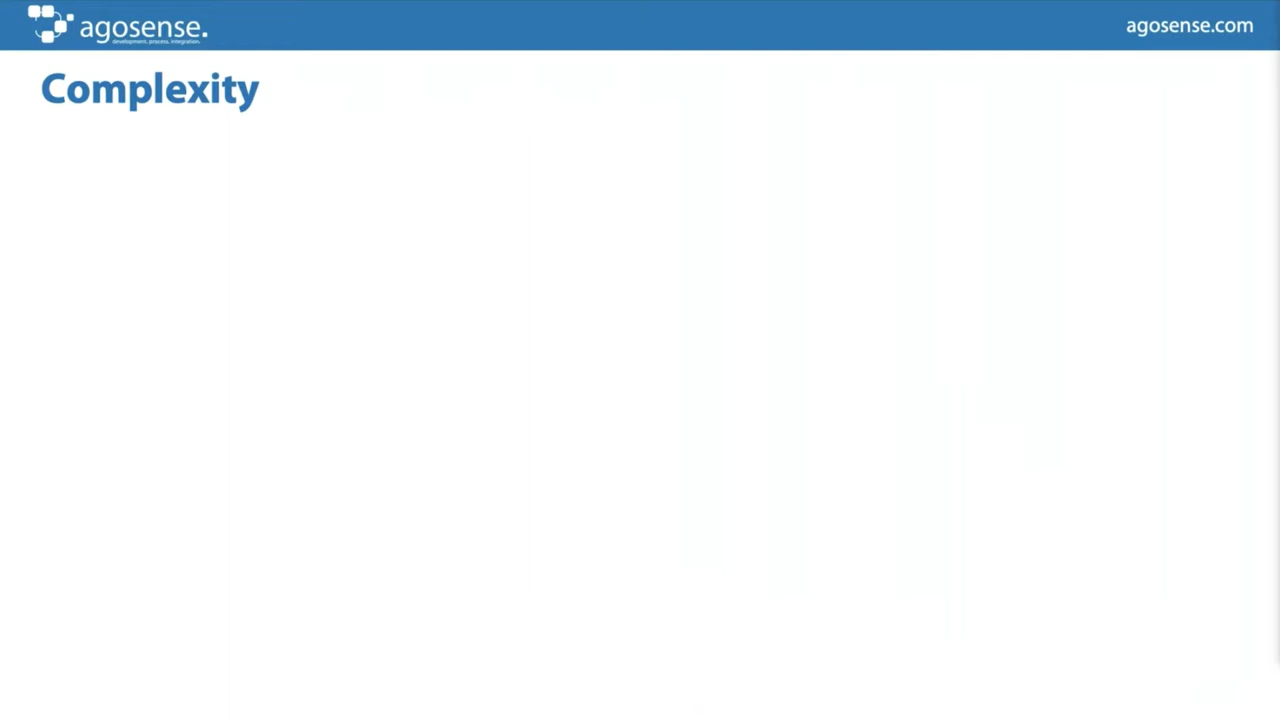 agosense.
development. process. integration.
agosense.com
Complexity